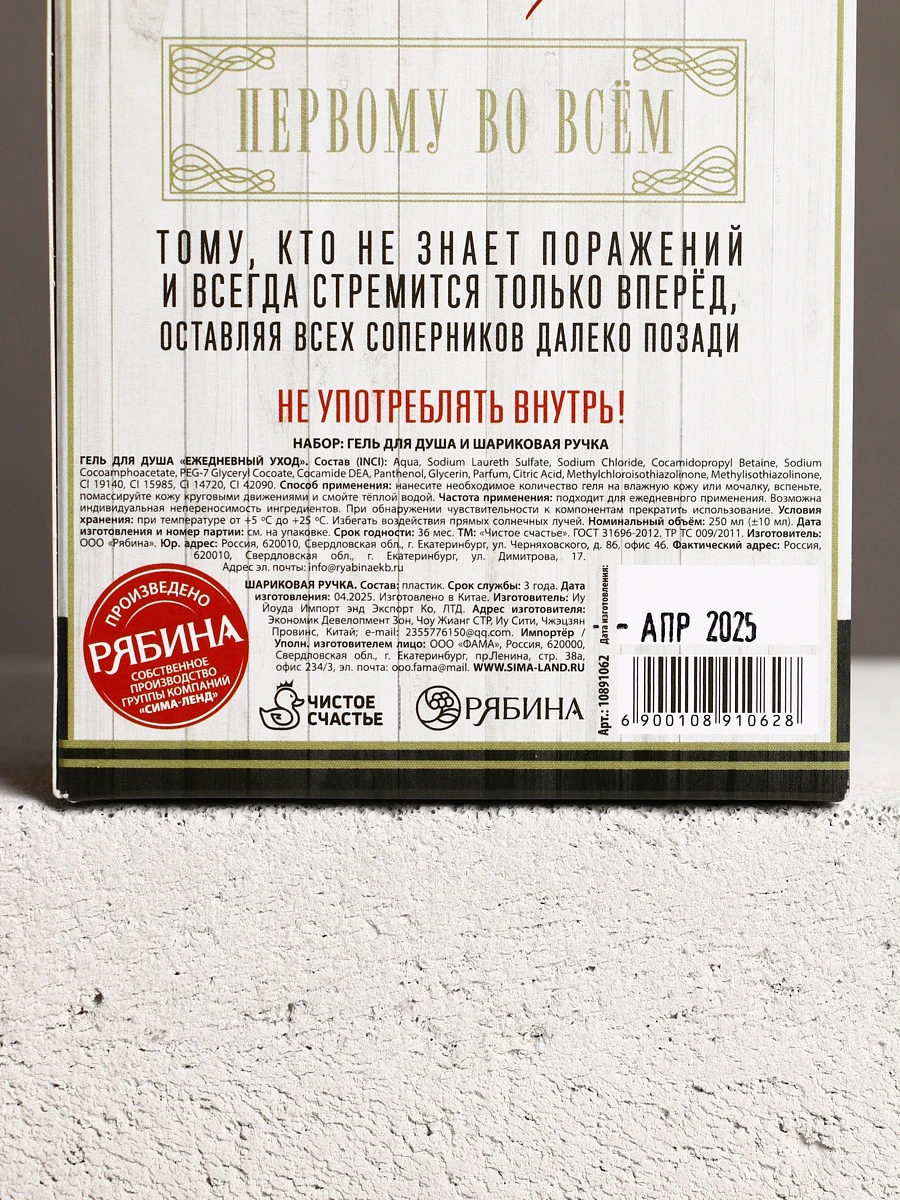 ПЕРВОМУ ВО ВСЁМ
ТОМУ, КТО НЕ ЗНАЕТ ПОРАЖЕНИЙ
И ВСЕГДА СТРЕМИТСЯ ТОЛЬКО ВПЕРЁД,
ОСТАВЛЯЯ ВСЕХ СОПЕРНИКОВ ДАЛЕКО ПОЗАДИ
НЕ УПОТРЕБЛЯТЬ ВНУТРЬ!
НАБОР: ГЕЛЬ ДЛЯ ДУША И ШАРИКОВАЯ РУЧКА
ГЕЛЬ ДЛЯ ДУША «ЕЖЕДНЕВНЫЙ УХОД». Состав (INCI): Aqua, Sodium Laureth Sulfate, Sodium Chloride, Cocamidopropyl Betaine, Sodium
Cocoamphoacetate, PEG-7 Glyceryl Cocoate, Cocamide DEA, Panthenol, Glycerin, Parfum, Citric Acid, Methylchloroisothiazolinone, Methylisothiazolinone,
CI 19140, CI 15985, CI 14720, CI 42090. Способ применения: нанесите необходимое количество геля на влажную кожу или мочалку, вспеньте,
помассируйте кожу круговыми движениями и смойте тёплой водой. Частота применения: подходит для ежедневного применения. Возможна
индивидуальная непереносимость ингредиентов. При обнаружении чувствительности к компонентам прекратить использование. Условия
хранения: при температуре от +5 °С до +25 °С. Избегать воздействия прямых солнечных лучей. Номинальный объём: 250 мл (±10 мл). Дата
изготовления и номер партии: см. на упаковке. Срок годности: 36 мес. ТМ: «Чистое счастье». ГОСТ 31696-2012. ТР ТС 009/2011. Изготовитель:
ООО «Рябина». Юр. адрес: Россия, 620010, Свердловская обл., г. Екатеринбург, ул. Черняховского, д. 86, офис 46. Фактический адрес: Россия,
620010, Свердловская обл., г. Екатеринбург, ул. Димитрова, 17.
Адрес эл. почты: info@ryabinaekb.ru
ШАРИКОВАЯ РУЧКА. Состав: пластик. Срок службы: 3 года. Дата
изготовления: 04.2025. Изготовлено в Китае. Изготовитель: Иу
Йоуда Импорт энд Экспорт Ко, ЛТД. Адрес изготовителя:
Экономик Девелопмент Зон, Чоу Жианг СТР, Иу Сити, Чжэцзян
Провинс, Китай; e-mail: 2355776150@qq.com. Импортёр /
Уполн. изготовителем лицо: ООО «ФАМА», Россия, 620000,
Свердловская обл., г. Екатеринбург, пр.Ленина, стр. 38а,
офис 234/3, эл. почта: ooo.fama@mail. WWW.SIMA-LAND.RU
ПРОИЗВЕДЕНО
РЯБИНА
СОБСТВЕННОЕ
ПРОИЗВОДСТВО
ГРУППЫ КОМПАНИЙ
«СИМА-ЛЕНД»
ЧИСТОЕ
СЧАСТЬЕ
РЯБИНА
Арт.: 10891062
Дата изготовления:
- АПР 2025
6 900108 910628